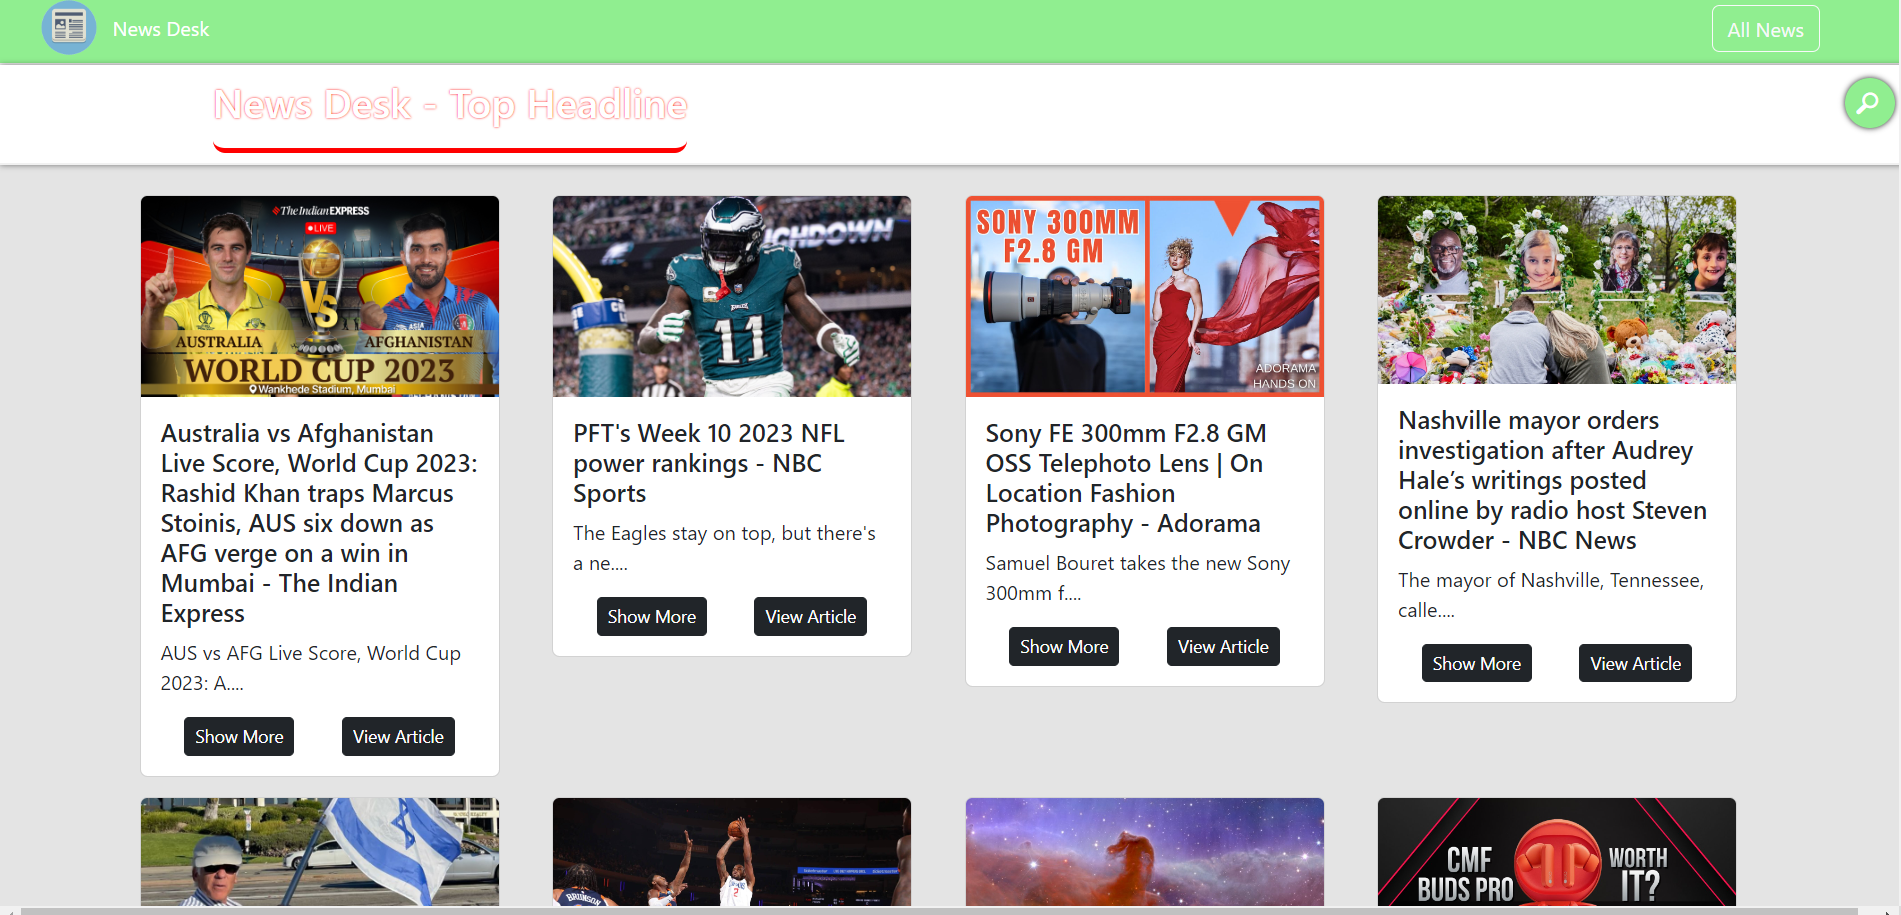 News Desk
All News
News Desk - Top Headline
The Indian EXPRESS
LIVE
VS
AUSTRALIA
AFGHANISTAN
WORLD CUP 2023
Wankhede Stadium, Mumbai
Australia vs Afghanistan
Live Score, World Cup 2023:
Rashid Khan traps Marcus
Stoinis, AUS six down as
AFG verge on a win in
Mumbai - The Indian
Express
AUS vs AFG Live Score, World Cup
2023: A....
Show More
View Article
CHDOWN
EAGLES
11
PFT's Week 10 2023 NFL
power rankings - NBC
Sports
The Eagles stay on top, but there's
a ne....
Show More
View Article
SONY 300MM
F2.8 GM
ADORAMA
HANDS ON
Sony FE 300mm F2.8 GM
OSS Telephoto Lens | On
Location Fashion
Photography - Adorama
Samuel Bouret takes the new Sony
300mm f....
Show More
View Article
Nashville mayor orders
investigation after Audrey
Hale’s writings posted
online by radio host Steven
Crowder - NBC News
The mayor of Nashville, Tennessee,
calle....
Show More
View Article
BRUNSON
2
CMF
BUDS PRO
WORTH
IT?